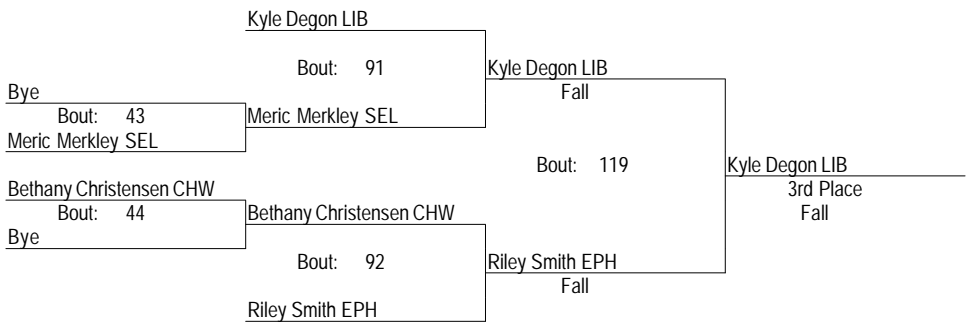 Kyle Degon LIB
Bout: 91
Kyle Degon LIB
Fall
Bye
Bout: 43
Meric Merkley SEL
Meric Merkley SEL
Bout: 119
Kyle Degon LIB
3rd Place
Fall
Bethany Christensen CHW
Bout: 44
Bethany Christensen CHW
Bye
Bout: 92
Riley Smith EPH
Fall
Riley Smith EPH